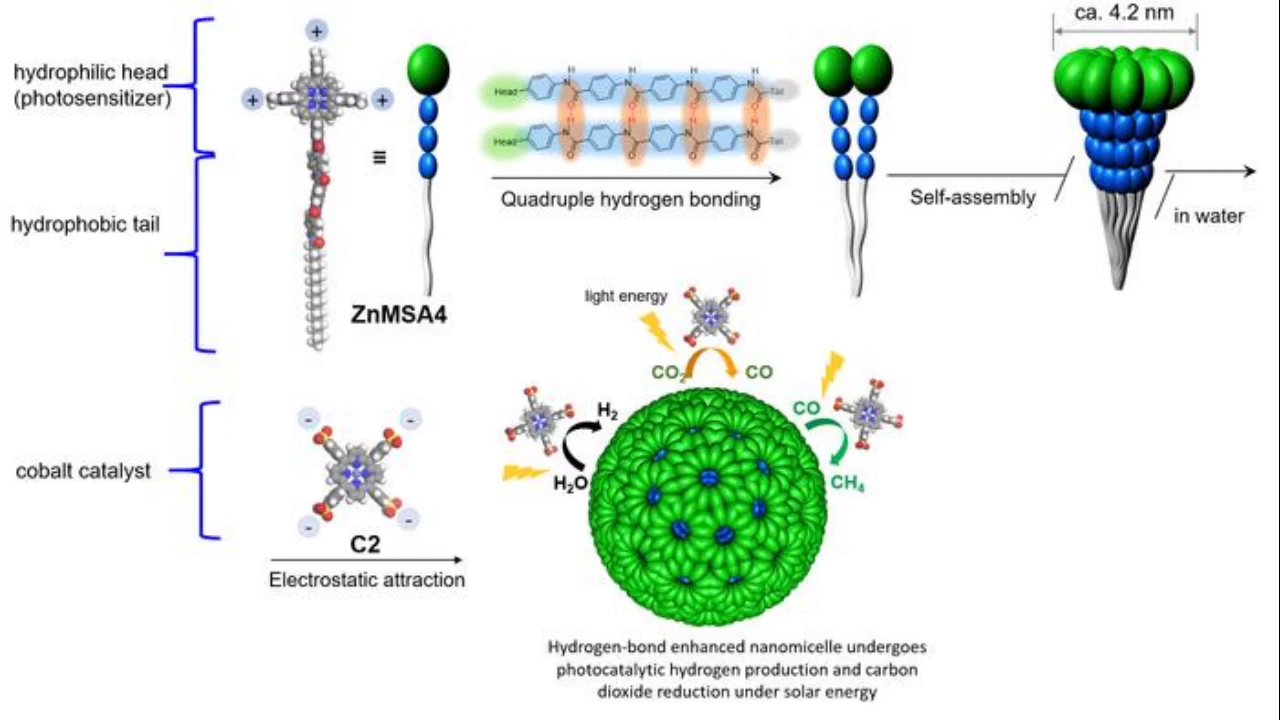 ca. 4.2 nm
hydrophilic head
(photosensitizer)
+
+
+
≡
Head
H
N
H
N
H
N
H
N
Tail
O
O
O
O
H
H
H
H
Head
N
N
N
N
Tail
O
O
O
O
Quadruple hydrogen bonding
Self-assembly
in water
hydrophobic tail
ZnMSA4
light energy
CO2
CO
H2
H2O
CO
CH4
cobalt catalyst
-
-
-
-
C2
Electrostatic attraction
Hydrogen-bond enhanced nanomicelle undergoes
photocatalytic hydrogen production and carbon
dioxide reduction under solar energy